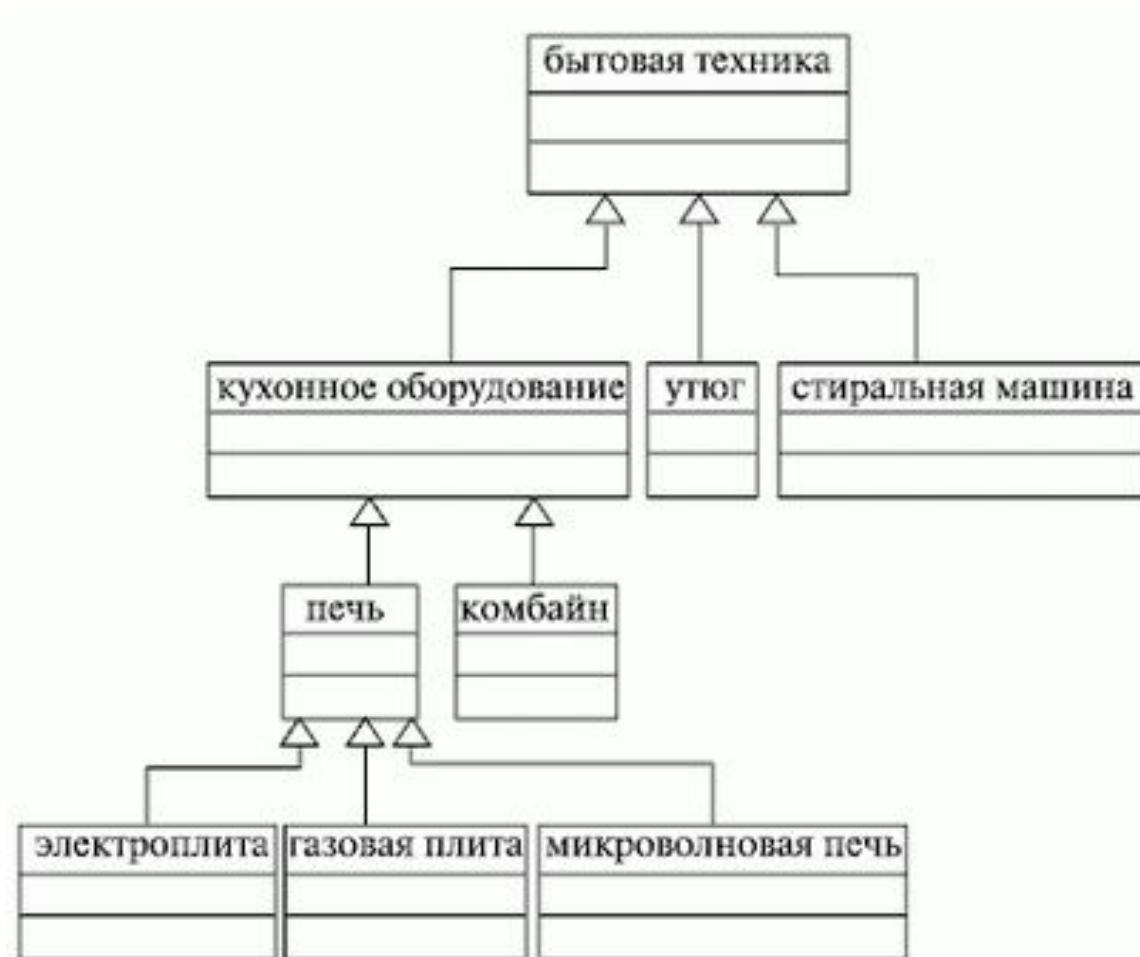 бытовая техника
кухонное оборудование
утюг
стиральная машина
печь
комбайн
электроплита
газовая плита
микроволновая печь